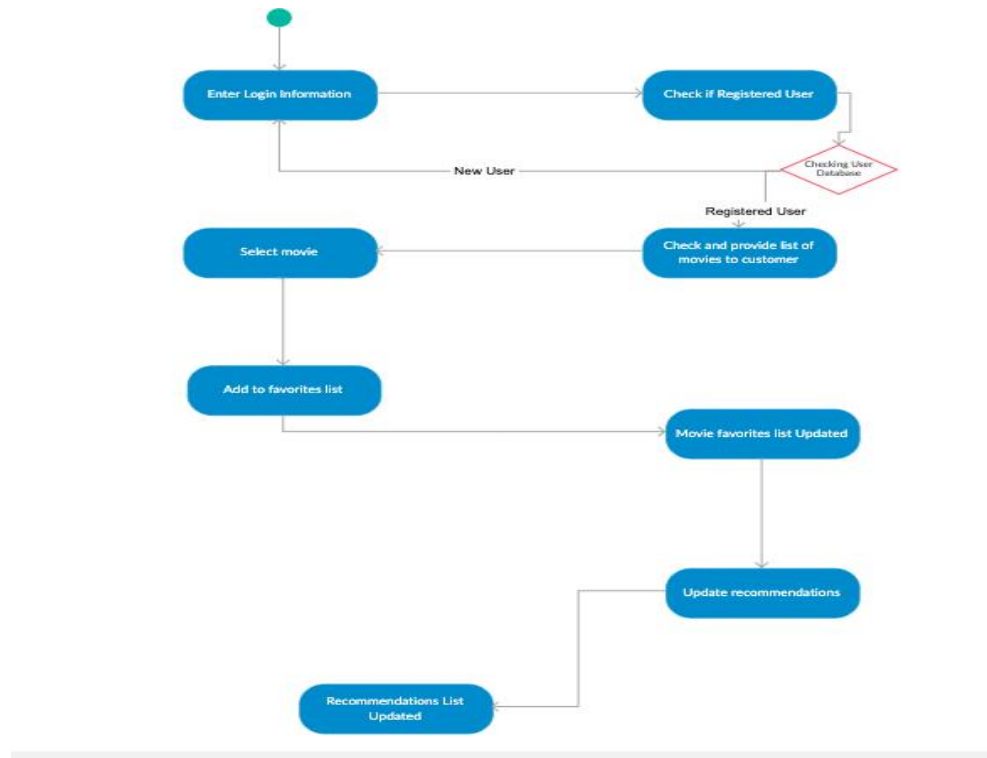 Enter Login Information
Check if Registered User
Checking User
Database
New User
Registered User
Select movie
Check and provide list of
movies to customer
Add to favorites list
Movie favorites list Updated
Update recommendations
Recommendations List
Updated